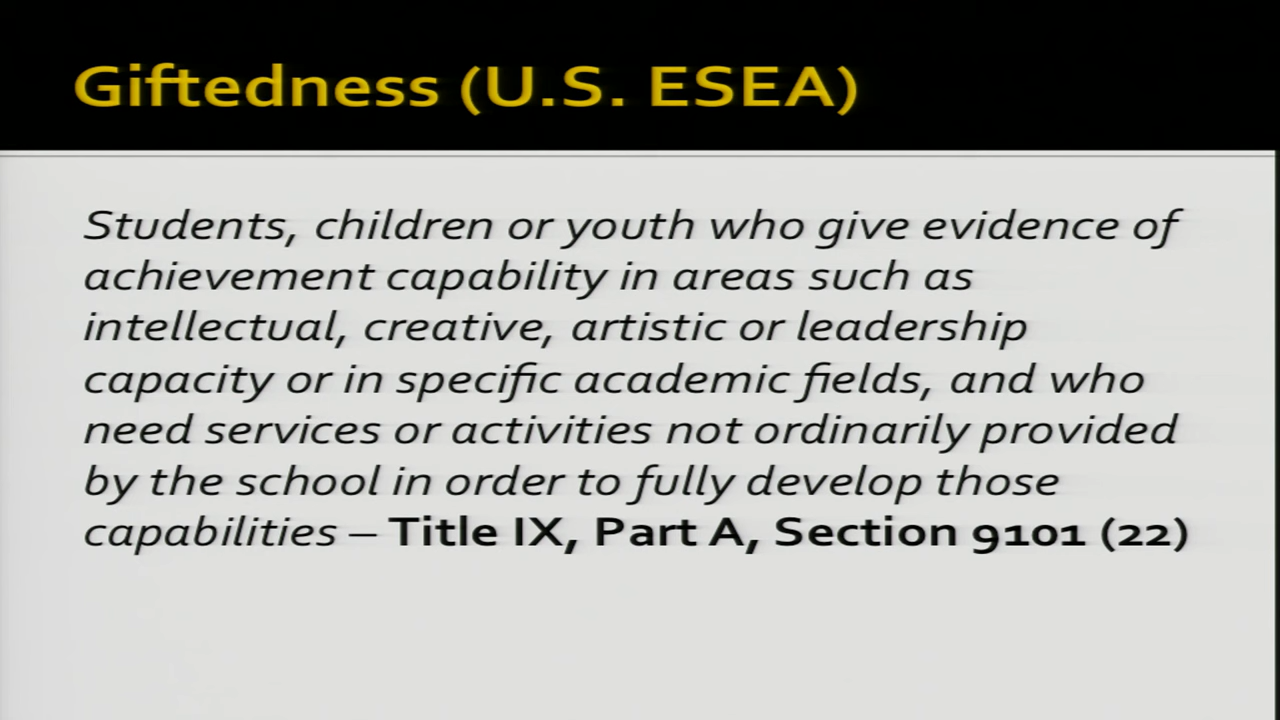 Giftedness (U.S. ESEA)
Students, children or youth who give evidence of
achievement capability in areas such as
intellectual, creative, artistic or leadership
capacity or in specific academic fields, and who
need services or activities not ordinarily provided
by the school in order to fully develop those
capabilities – Title IX, Part A, Section 9101 (22)